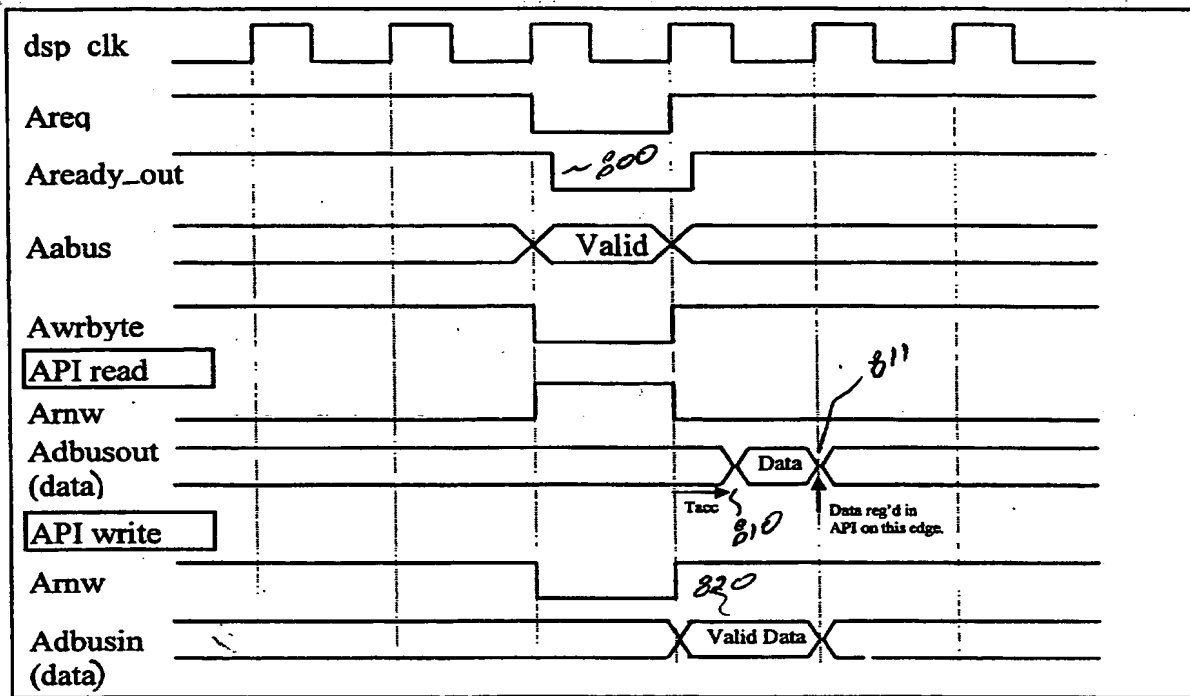 dsp clk
Areq
~800
Aready_out
Aabus
Valid
Awrbyte
API read
811
Arnw
Adbusout
(data)
Data
Tacc
810
Data reg'd in
API on this edge.
API write
Arnw
820
Adbusin
(data)
Valid Data